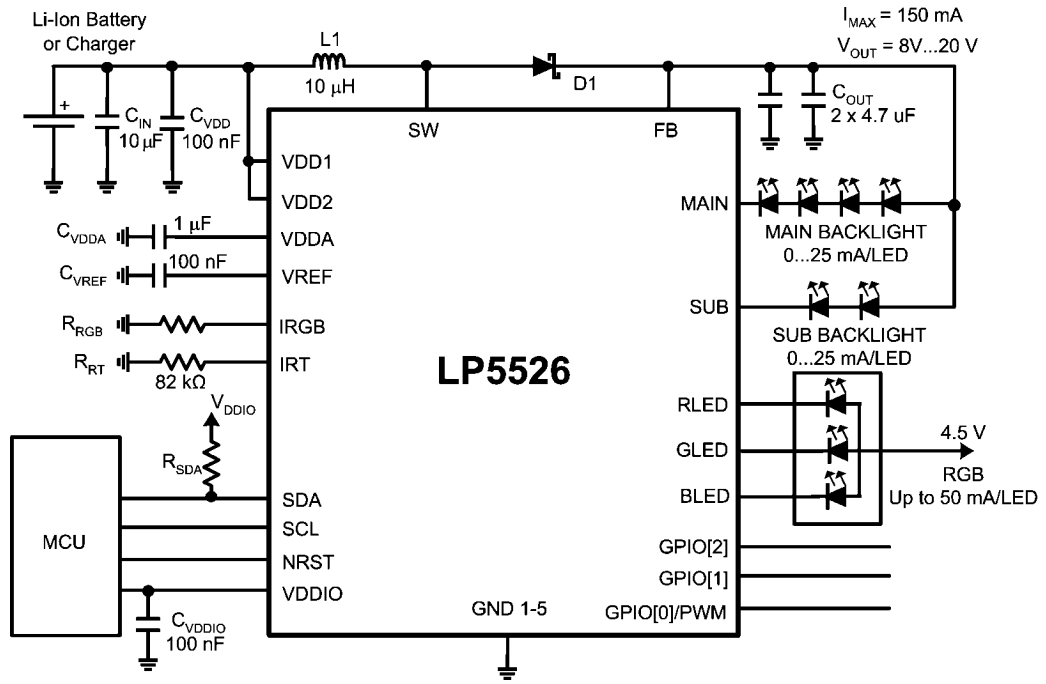 Li-Ion Battery
or Charger
I_MAX = 150 mA
V_OUT = 8V...20 V
L1
10 μH
D1
+
C_IN
10 μF
C_VDD
100 nF
C_OUT
2 x 4.7 uF
SW
FB
VDD1
VDD2
C_VDDA
1 μF
VDDA
C_VREF
100 nF
VREF
R_RGB
IRGB
R_RT
82 kΩ
IRT
MAIN
MAIN BACKLIGHT
0...25 mA/LED
SUB
SUB BACKLIGHT
0...25 mA/LED
LP5526
RLED
GLED
BLED
4.5 V
RGB
Up to 50 mA/LED
V_DDIO
R_SDA
MCU
SDA
SCL
NRST
VDDIO
C_VDDIO
100 nF
GND 1-5
GPIO[2]
GPIO[1]
GPIO[0]/PWM